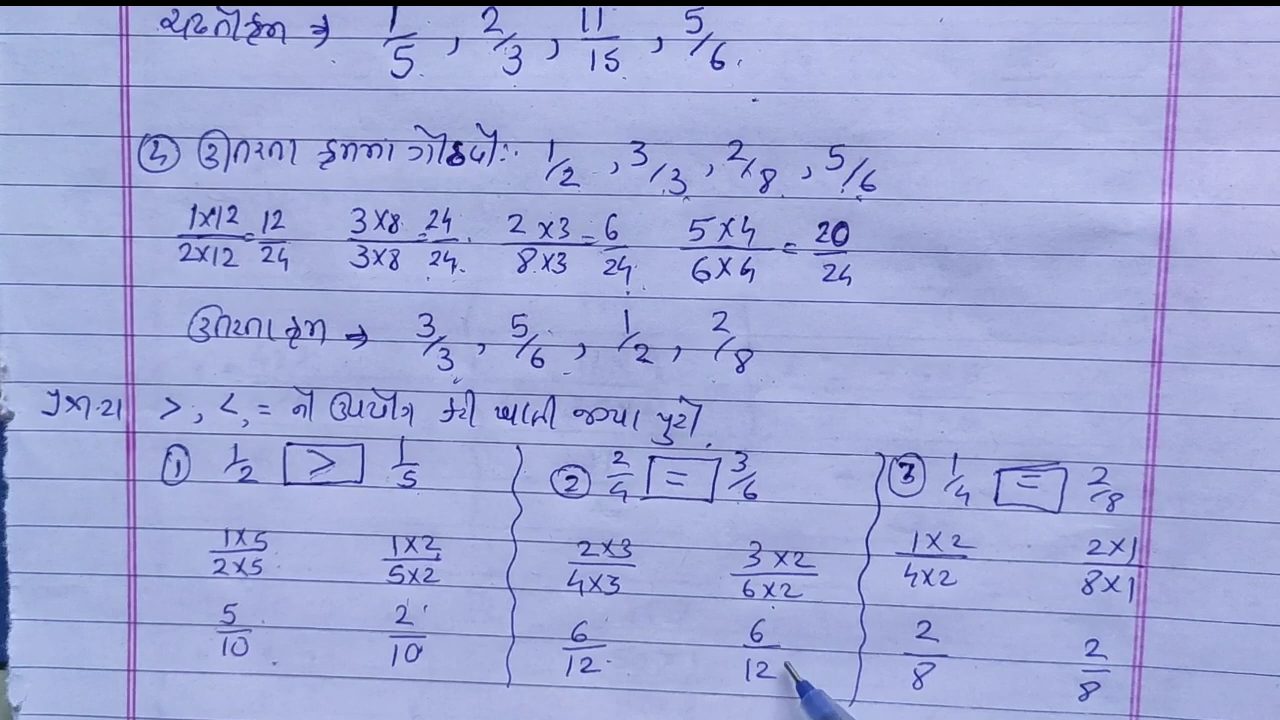 ચઢતોક્રમ → 1/5 , 2/3 , 11/15 , 5/6 .
② ઊતરતા ક્રમમાં ગોઠવો:- 1/2 , 3/3 , 2/8 , 5/6
1×12/2×12 = 12/24 3×8/3×8 = 24/24 . 2×3/8×3 = 6/24 5×4/6×4 = 20/24
ઊતરતા ક્રમ → 3/3 , 5/6 , 1/2 , 2/8
પ્રશ્ન.21 > , < , = નો ઉપયોગ કરી ખાલી જગ્યા પુરો.
① 1/2 > 1/5 ② 2/4 = 3/6 ③ 1/4 = 2/8
1×5/2×5 1×2/5×2 2×3/4×3 3×2/6×2 1×2/4×2 2×1/8×1
5/10 2/10 6/12 6/12 2/8 2/8